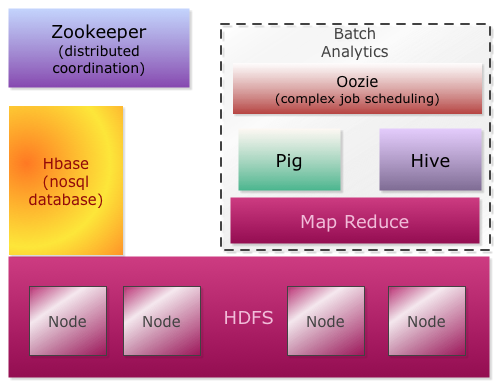 Zookeeper
(distributed
coordination)
Batch
Analytics
Oozie
(complex job scheduling)
Hbase
(nosql
database)
Pig
Hive
Map Reduce
Node
Node
HDFS
Node
Node